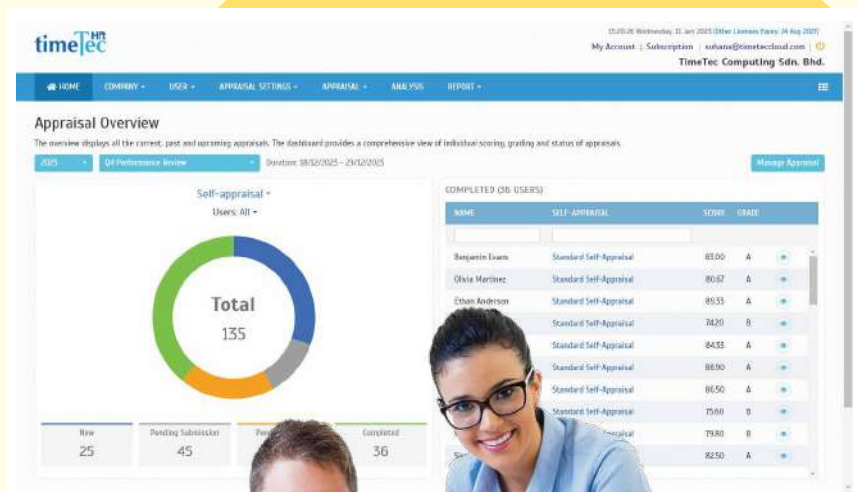 timeTec HR
15:20:26 Wednesday, 11 Jan 2025 (Other Licenses Expiry: 24 Aug 2025)
My Account | Subscription | suhana@timeteccloud.com |
TimeTec Computing Sdn. Bhd.
HOME COMPANY USER APPRAISAL SETTINGS APPRAISAL ANALYSIS REPORT
Appraisal Overview
The overview displays all the current, past and upcoming appraisals. The dashboard provides a comprehensive view of individual scoring, grading and status of appraisals.
2025 Q4 Performance Review Duration: 18/12/2025 - 23/12/2025 Manage Appraisal
Self-appraisal
Users: All
Total
135
New Pending Submission Completed
25 45 36
COMPLETED (36 USERS)
NAME SELF-APPRAISAL SCORE GRADE
Benjamin Evans Standard Self-Appraisal 83.00 A
Olivia Martinez Standard Self-Appraisal 80.67 A
Ethan Anderson Standard Self-Appraisal 89.33 A
Standard Self-Appraisal 74.20 B
Standard Self-Appraisal 84.33 A
Standard Self-Appraisal 86.90 A
Standard Self-Appraisal 86.50 A
Standard Self-Appraisal 75.60 B
79.80 B
Standard Self-Appraisal 82.50 A